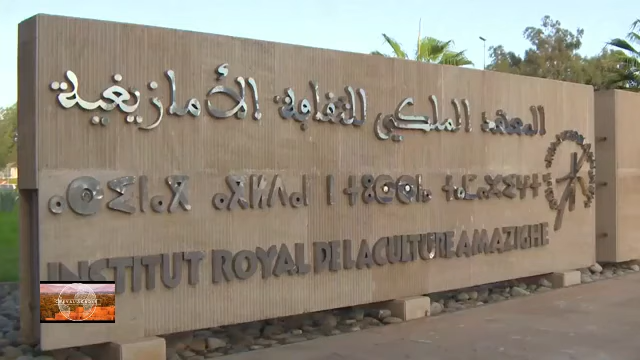 المعهد الملكي للثقافة الأمازيغية
ⴰⵙⵉⵏⴰⴳ ⴰⴳⵍⴷⴰⵏ ⵏ ⵜⵓⵙⵙⵏⴰ ⵜⴰⵎⴰⵣⵉⵖⵜ
INSTITUT ROYAL DE LA CULTURE AMAZIGHE